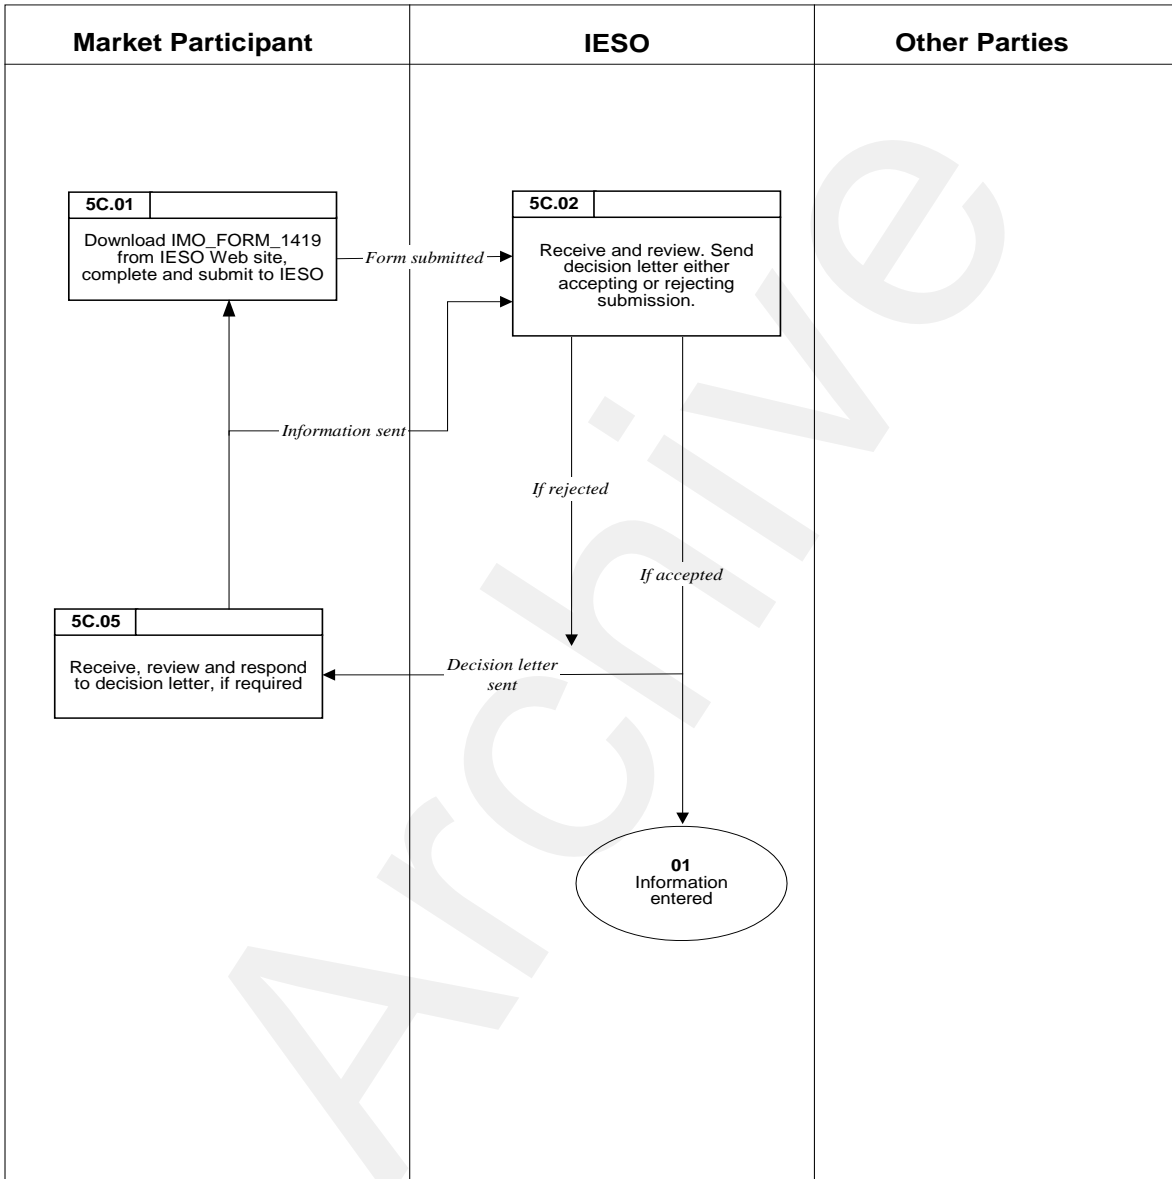 Market Participant
IESO
Other Parties
5C.01
Download IMO_FORM_1419
from IESO Web site,
complete and submit to IESO
Form submitted
5C.02
Receive and review. Send
decision letter either
accepting or rejecting
submission.
Information sent
If rejected
If accepted
5C.05
Receive, review and respond
to decision letter, if required
Decision letter
sent
01
Information
entered
Archive